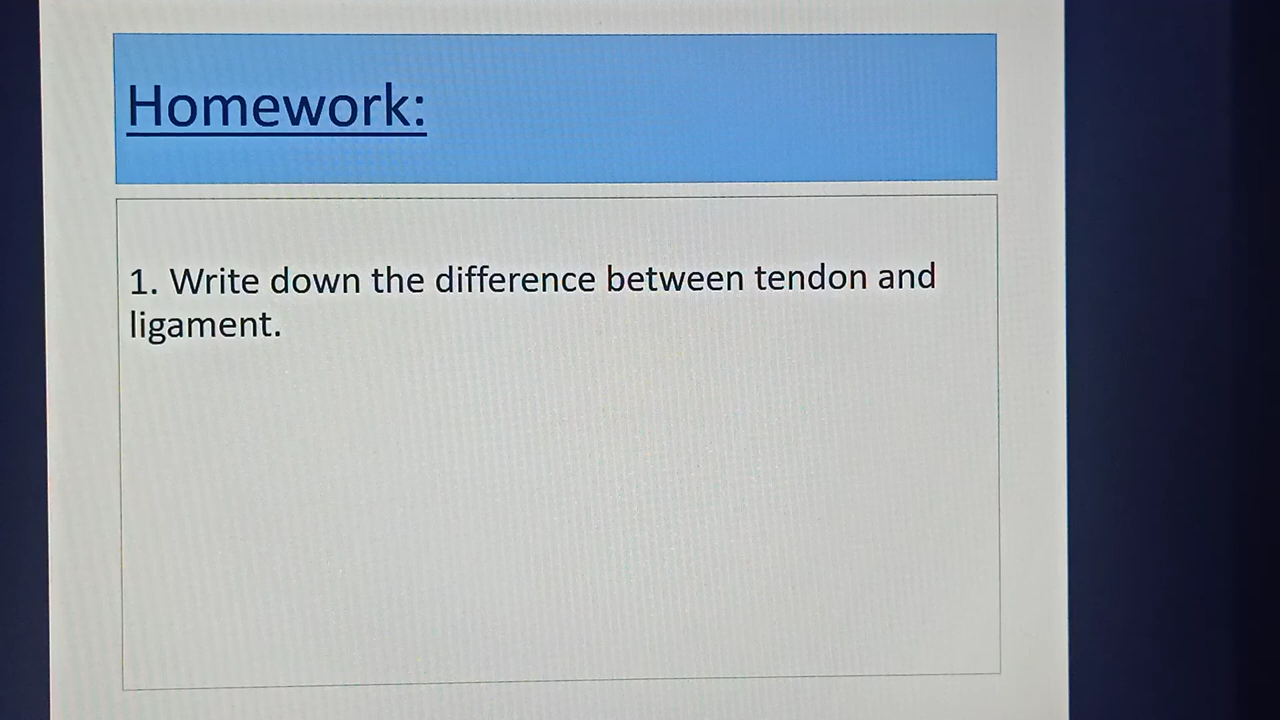 Homework:
1. Write down the difference between tendon and
ligament.